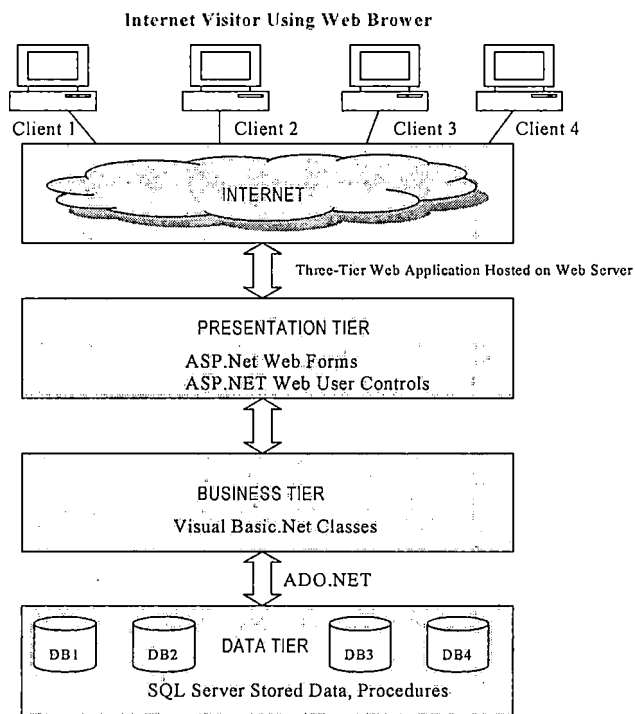 Internet Visitor Using Web Brower
Client 1 Client 2 Client 3 Client 4
INTERNET
Three-Tier Web Application Hosted on Web Server
PRESENTATION TIER
ASP.Net Web Forms
ASP.NET Web User Controls
BUSINESS TIER
Visual Basic.Net Classes
ADO.NET
DB1 DB2 DATA TIER DB3 DB4
SQL Server Stored Data, Procedures